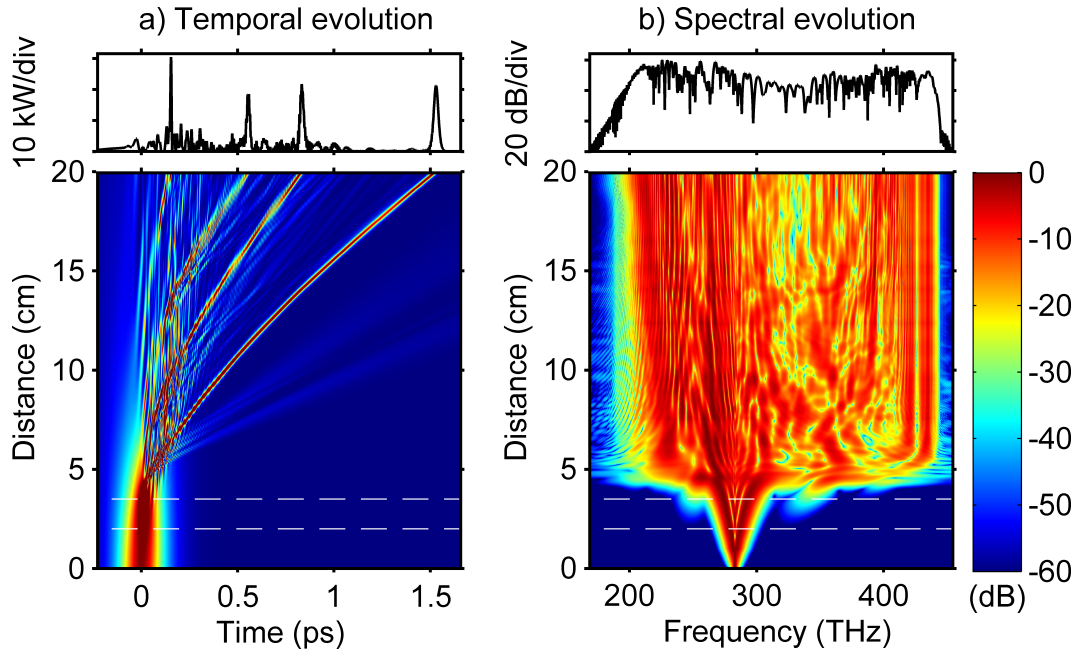 a) Temporal evolution
b) Spectral evolution
10 kW/div
20 dB/div
20
15
10
5
0
Distance (cm)
0
0.5
1
1.5
Time (ps)
20
15
10
5
0
Distance (cm)
200
300
400
Frequency (THz)
0
-10
-20
-30
-40
-50
-60
(dB)